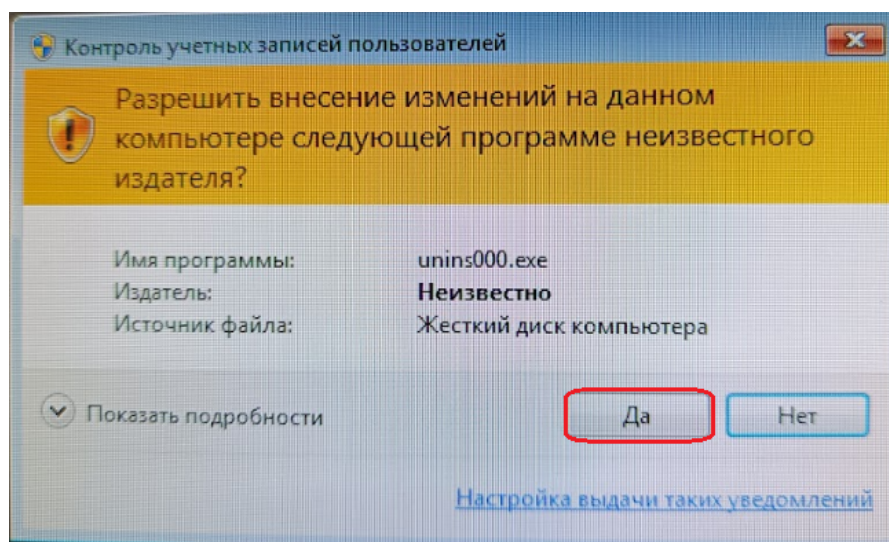 Контроль учетных записей пользователей
Разрешить внесение изменений на данном
компьютере следующей программе неизвестного
издателя?
Имя программы: unins000.exe
Издатель: Неизвестно
Источник файла: Жесткий диск компьютера
Показать подробности
Да
Нет
Настройка выдачи таких уведомлений